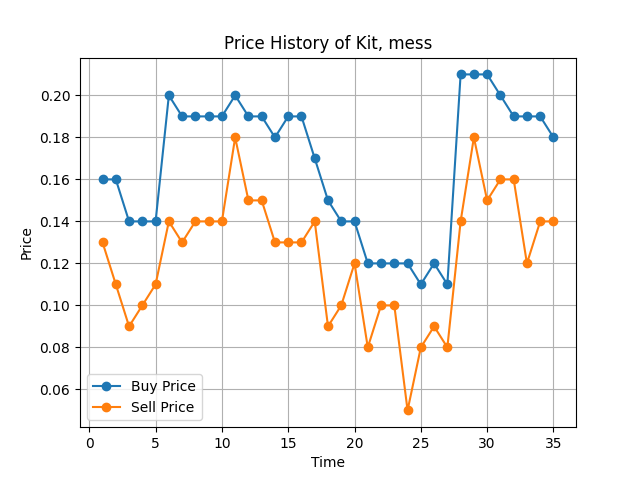 Price History of Kit, mess
Price
0.20
0.18
0.16
0.14
0.12
0.10
0.08
0.06
Buy Price
Sell Price
0 5 10 15 20 25 30 35
Time